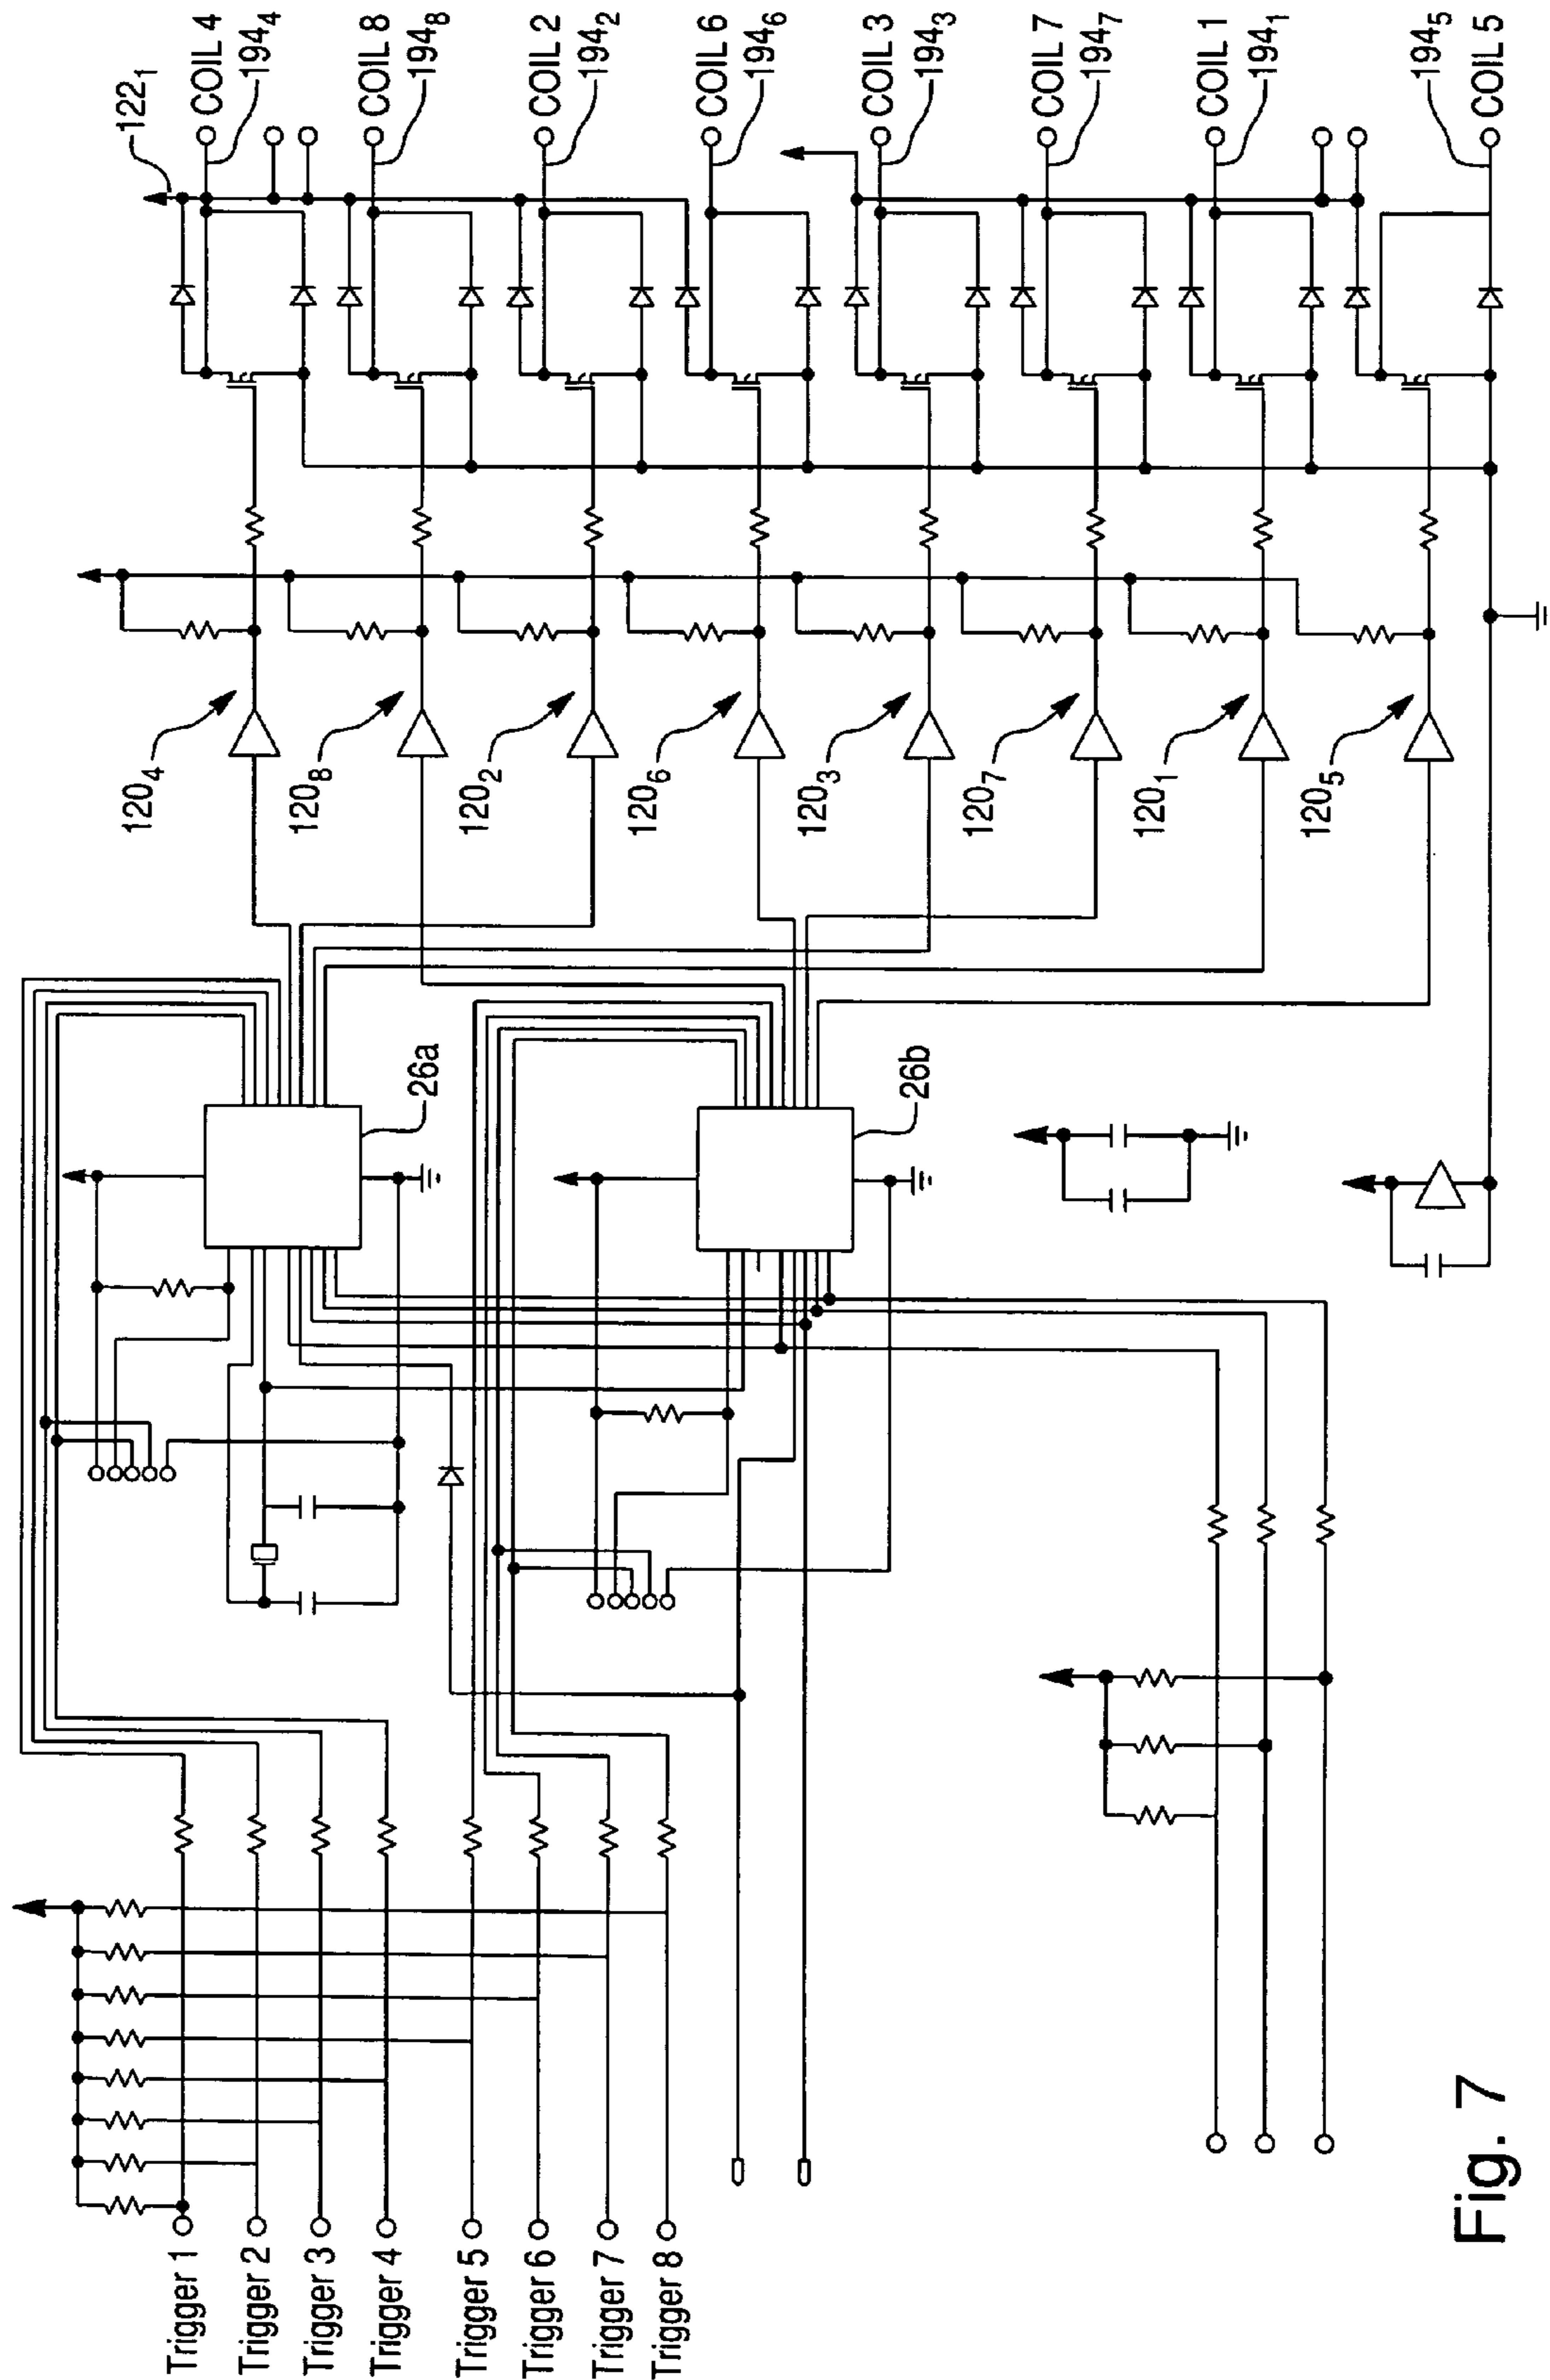 Trigger 1
Trigger 2
Trigger 3
Trigger 4
Trigger 5
Trigger 6
Trigger 7
Trigger 8
26a
26b
120₄
120₈
120₂
120₆
120₃
120₇
120₁
120₅
122₁
COIL 4
194₄
COIL 8
194₈
COIL 2
194₂
COIL 6
194₆
COIL 3
194₃
COIL 7
194₇
COIL 1
194₁
194₅
COIL 5
Fig. 7